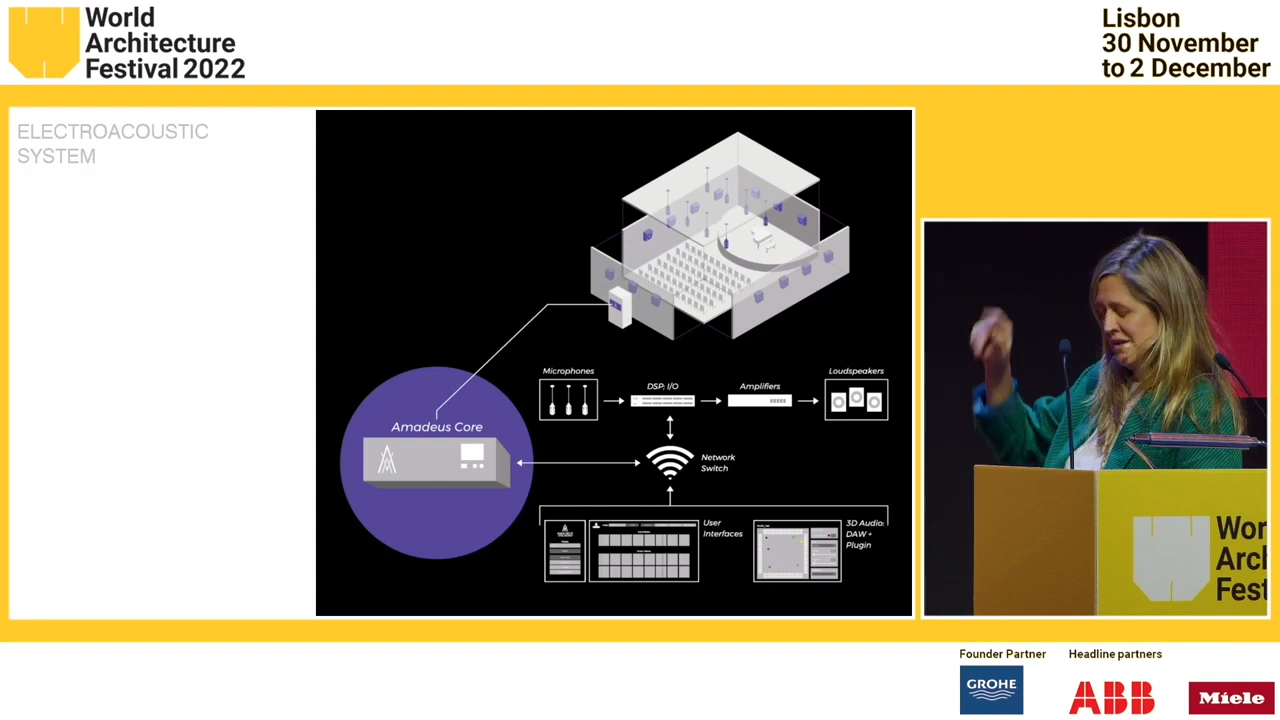 World
Architecture
Festival 2022
Lisbon
30 November
to 2 December
ELECTROACOUSTIC
SYSTEM
Microphones
DSP, I/O
Amplifiers
Loudspeakers
Amadeus Core
Network
Switch
User
Interfaces
3D Audio:
DAW +
Plugin
Wor
Arch
Fest
Founder Partner
Headline partners
GROHE
ABB
Miele